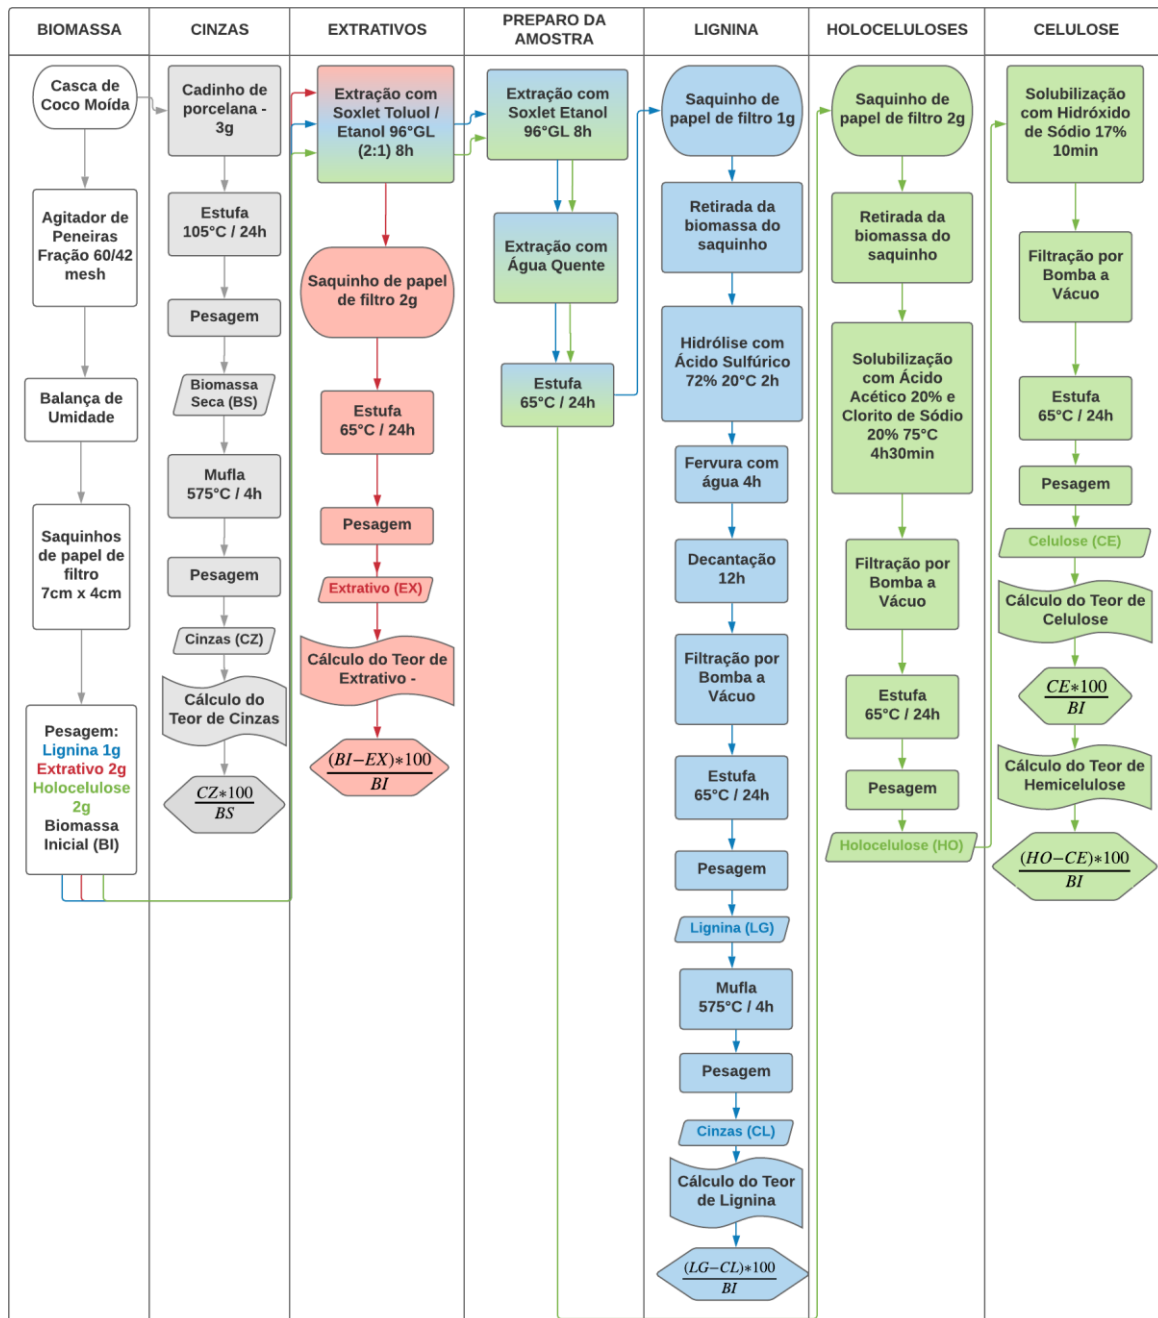 BIOMASSA
CINZAS
EXTRATIVOS
PREPARO DA
AMOSTRA
LIGNINA
HOLOCELULOSES
CELULOSE
Casca de
Coco Moída
Agitador de
Peneiras
Fração 60/42
mesh
Balança de
Umidade
Saquinhos
de papel de
filtro
7cm x 4cm
Pesagem:
Lignina 1g
Extrativo 2g
Holocelulose
2g
Biomassa
Inicial (BI)
Cadinho de
porcelana -
3g
Estufa
105°C / 24h
Pesagem
Biomassa
Seca (BS)
Mufla
575°C / 4h
Pesagem
Cinzas (CZ)
Cálculo do
Teor de Cinzas
CZ*100
BS
Extração com
Soxlet Toluol /
Etanol 96°GL
(2:1) 8h
Saquinho de papel
de filtro 2g
Estufa
65°C / 24h
Pesagem
Extrativo (EX)
Cálculo do Teor de
Extrativo -
(BI−EX)*100
BI
Extração com
Soxlet Etanol
96°GL 8h
Extração com
Água Quente
Estufa
65°C / 24h
Saquinho de
papel de filtro 1g
Retirada da
biomassa do
saquinho
Hidrólise com
Ácido Sulfúrico
72% 20°C 2h
Fervura com
água 4h
Decantação
12h
Filtração por
Bomba a
Vácuo
Estufa
65°C / 24h
Pesagem
Lignina (LG)
Mufla
575°C / 4h
Pesagem
Cinzas (CL)
Cálculo do Teor
de Lignina
(LG−CL)*100
BI
Saquinho de
papel de filtro 2g
Retirada da
biomassa do
saquinho
Solubilização
com Ácido
Acético 20% e
Clorito de Sódio
20% 75°C
4h30min
Filtração por
Bomba a
Vácuo
Estufa
65°C / 24h
Pesagem
Holocelulose (HO)
Solubilização
com Hidróxido
de Sódio 17%
10min
Filtração por
Bomba a
Vácuo
Estufa
65°C / 24h
Pesagem
Celulose (CE)
Cálculo do Teor de
Celulose
CE*100
BI
Cálculo do Teor de
Hemicelulose
(HO−CE)*100
BI